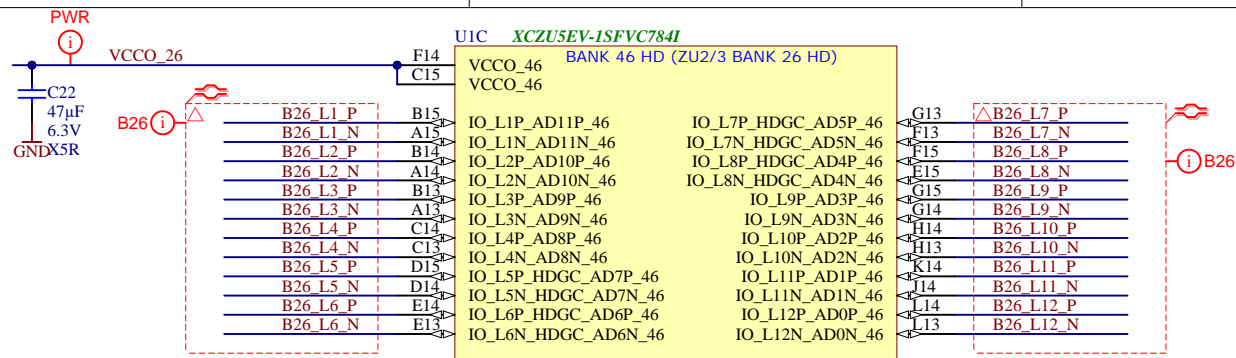 PWR
U1C XCZU5EV-1SFVC784I
VCCO_26 F14 VCCO_46 BANK 46 HD (ZU2/3 BANK 26 HD)
C15 VCCO_46
C22
47µF
6.3V
X5R
GND
B26
B26_L1_P B15 IO_L1P_AD11P_46 IO_L7P_HDGC_AD5P_46 G13 B26_L7_P
B26_L1_N A15 IO_L1N_AD11N_46 IO_L7N_HDGC_AD5N_46 F13 B26_L7_N
B26_L2_P B14 IO_L2P_AD10P_46 IO_L8P_HDGC_AD4P_46 F15 B26_L8_P
B26_L2_N A14 IO_L2N_AD10N_46 IO_L8N_HDGC_AD4N_46 E15 B26_L8_N
B26_L3_P B13 IO_L3P_AD9P_46 IO_L9P_AD3P_46 G15 B26_L9_P
B26_L3_N A13 IO_L3N_AD9N_46 IO_L9N_AD3N_46 G14 B26_L9_N
B26_L4_P C14 IO_L4P_AD8P_46 IO_L10P_AD2P_46 H14 B26_L10_P
B26_L4_N C13 IO_L4N_AD8N_46 IO_L10N_AD2N_46 H13 B26_L10_N
B26_L5_P D15 IO_L5P_HDGC_AD7P_46 IO_L11P_AD1P_46 K14 B26_L11_P
B26_L5_N D14 IO_L5N_HDGC_AD7N_46 IO_L11N_AD1N_46 J14 B26_L11_N
B26_L6_P E14 IO_L6P_HDGC_AD6P_46 IO_L12P_AD0P_46 L14 B26_L12_P
B26_L6_N E13 IO_L6N_HDGC_AD6N_46 IO_L12N_AD0N_46 L13 B26_L12_N
B26